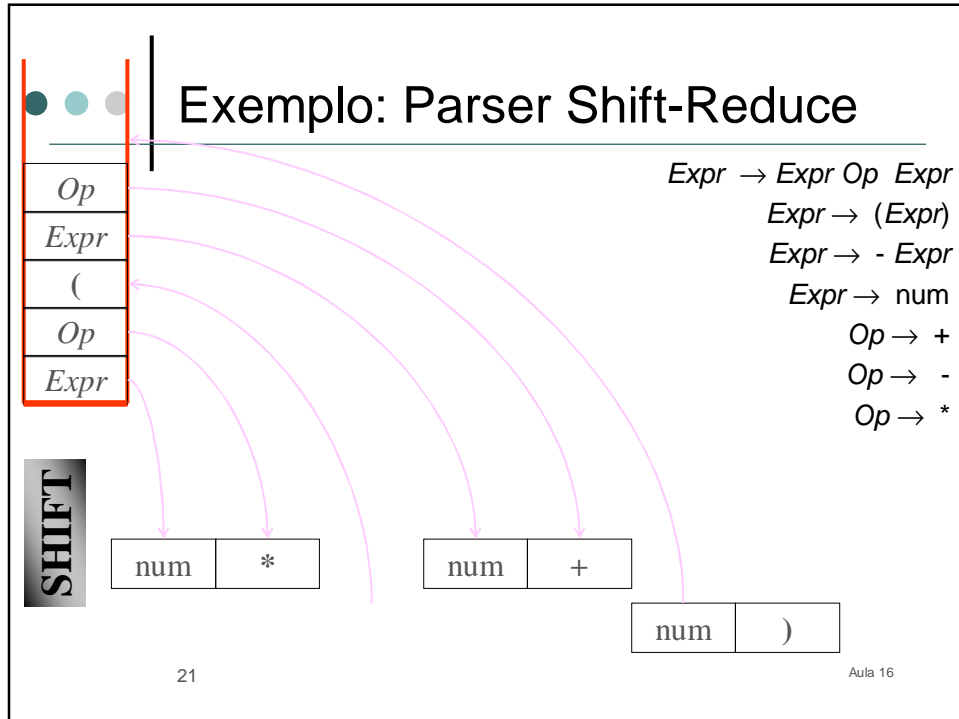 Exemplo: Parser Shift-Reduce
Op
Expr
(
Op
Expr
Expr → Expr Op Expr
Expr → (Expr)
Expr → - Expr
Expr → num
Op → +
Op → -
Op → *
SHIFT
num *
num +
num )
21
Aula 16